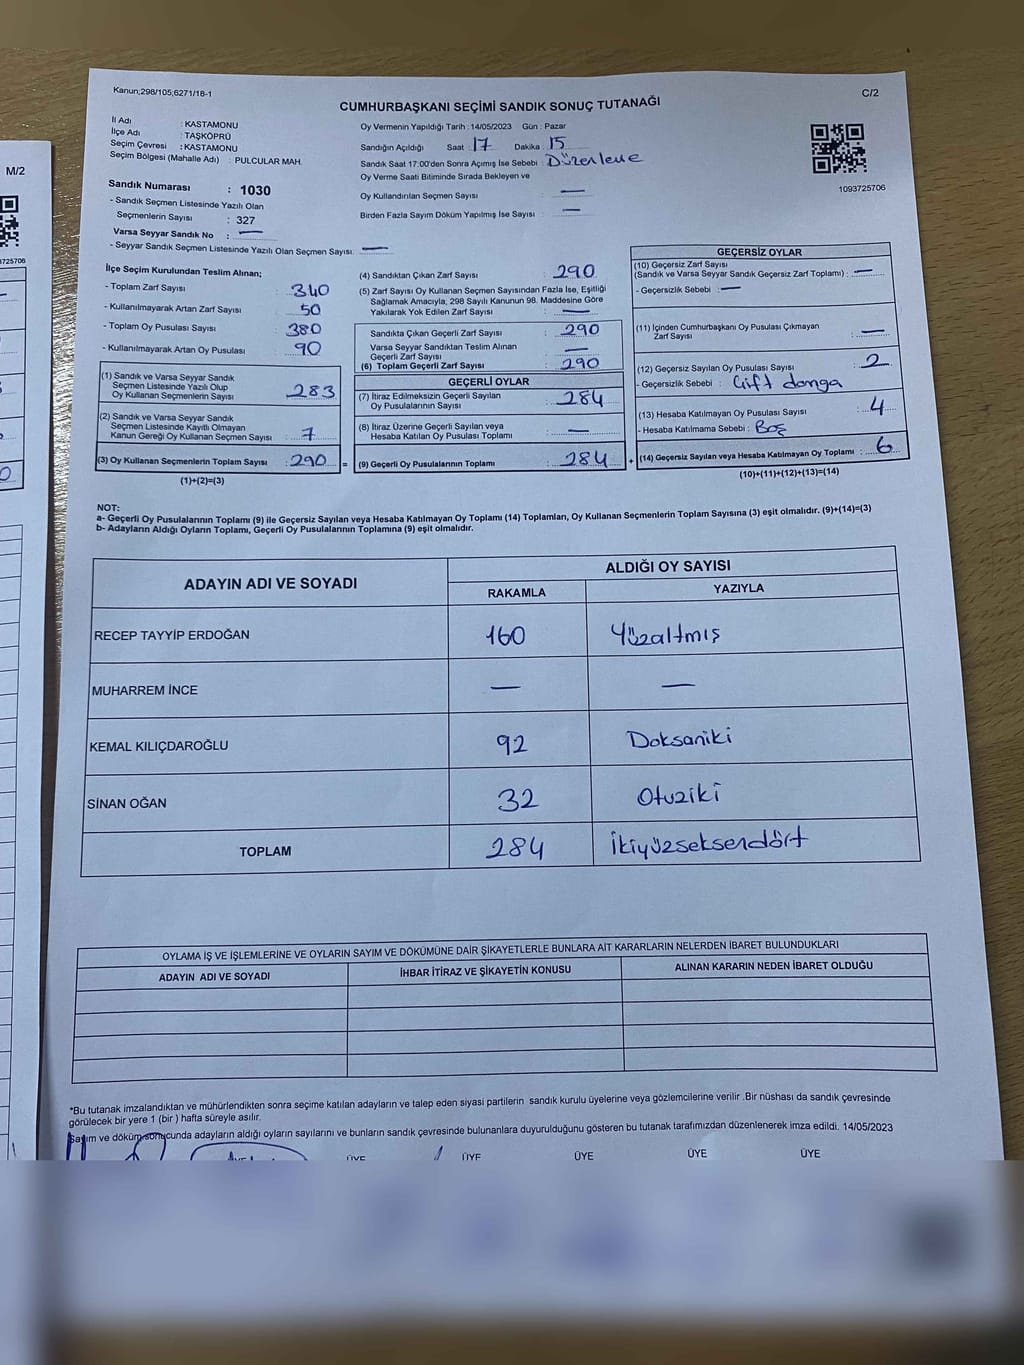 Kanun;298/105;6271/18-1
C/2
CUMHURBAŞKANI SEÇİMİ SANDIK SONUÇ TUTANAĞI
İl Adı : KASTAMONU
İlçe Adı : TAŞKÖPRÜ
Seçim Çevresi : KASTAMONU
Seçim Bölgesi (Mahalle Adı) : PULCULAR MAH.
Oy Vermenin Yapıldığı Tarih : 14/05/2023 Gün : Pazar
Sandığın Açıldığı Saat : 17 Dakika : 15
Sandık Saat 17:00'den Sonra Açımış İse Sebebi : Düzenleme
Oy Verme Saati Bitiminde Sırada Bekleyen ve
Oy Kullandırılan Seçmen Sayısı : —
Birden Fazla Sayım Döküm Yapılmış İse Sayısı : —
1093725706
Sandık Numarası : 1030
- Sandık Seçmen Listesinde Yazılı Olan
Seçmenlerin Sayısı : 327
Varsa Seyyar Sandık No : —
- Seyyar Sandık Seçmen Listesinde Yazılı Olan Seçmen Sayısı: —
İlçe Seçim Kurulundan Teslim Alınan;
- Toplam Zarf Sayısı : 340
- Kullanılmayarak Artan Zarf Sayısı : 50
- Toplam Oy Pusulası Sayısı : 380
- Kullanılmayarak Artan Oy Pusulası : 90
(1) Sandık ve Varsa Seyyar Sandık
Seçmen Listesinde Yazılı Olup
Oy Kullanan Seçmenlerin Sayısı : 283
(2) Sandık ve Varsa Seyyar Sandık
Seçmen Listesinde Kayıtlı Olmayan
Kanun Gereği Oy Kullanan Seçmen Sayısı : 7
(3) Oy Kullanan Seçmenlerin Toplam Sayısı : 290 =
(1)+(2)=(3)
(4) Sandıktan Çıkan Zarf Sayısı : 290
(5) Zarf Sayısı Oy Kullanan Seçmen Sayısından Fazla İse, Eşitliği
Sağlamak Amacıyla, 298 Sayılı Kanunun 98. Maddesine Göre
Yakılarak Yok Edilen Zarf Sayısı : —
Sandıkta Çıkan Geçerli Zarf Sayısı : 290
Varsa Seyyar Sandıktan Teslim Alınan
Geçerli Zarf Sayısı : —
(6) Toplam Geçerli Zarf Sayısı : 290
GEÇERLİ OYLAR
(7) İtiraz Edilmeksizin Geçerli Sayılan
Oy Pusulalarının Sayısı : 284
(8) İtiraz Üzerine Geçerli Sayılan veya
Hesaba Katılan Oy Pusulası Toplamı : —
(9) Geçerli Oy Pusulalarının Toplamı : 284 +
GEÇERSİZ OYLAR
(10) Geçersiz Zarf Sayısı
(Sandık ve Varsa Seyyar Sandık Geçersiz Zarf Toplamı) : —
- Geçersizlik Sebebi : —
(11) İçinden Cumhurbaşkanı Oy Pusulası Çıkmayan
Zarf Sayısı : —
(12) Geçersiz Sayılan Oy Pusulası Sayısı : 2
- Geçersizlik Sebebi : Çift damga
(13) Hesaba Katılmayan Oy Pusulası Sayısı : 4
- Hesaba Katılmama Sebebi : Boş
(14) Geçersiz Sayılan veya Hesaba Katılmayan Oy Toplamı : 6
(10)+(11)+(12)+(13)=(14)
NOT:
a- Geçerli Oy Pusulalarının Toplamı (9) ile Geçersiz Sayılan veya Hesaba Katılmayan Oy Toplamı (14) Toplamları, Oy Kullanan Seçmenlerin Toplam Sayısına (3) eşit olmalıdır. (9)+(14)=(3)
b- Adayların Aldığı Oyların Toplamı, Geçerli Oy Pusulalarının Toplamına (9) eşit olmalıdır.
ADAYIN ADI VE SOYADI
ALDIĞI OY SAYISI
RAKAMLA YAZIYLA
RECEP TAYYİP ERDOĞAN 160 Yüzaltmış
MUHARREM İNCE — —
KEMAL KILIÇDAROĞLU 92 Doksaniki
SİNAN OĞAN 32 Otuziki
TOPLAM 284 İkiyüzseksendört
OYLAMA İŞ VE İŞLEMLERİNE VE OYLARIN SAYIM VE DÖKÜMÜNE DAİR ŞİKAYETLERLE BUNLARA AİT KARARLARIN NELERDEN İBARET BULUNDUKLARI
ADAYIN ADI VE SOYADI İHBAR İTİRAZ VE ŞİKAYETİN KONUSU ALINAN KARARIN NEDEN İBARET OLDUĞU
*Bu tutanak imzalandıktan ve mühürlendikten sonra seçime katılan adayların ve talep eden siyasi partilerin sandık kurulu üyelerine veya gözlemcilerine verilir .Bir nüshası da sandık çevresinde
görülecek bir yere 1 (bir ) hafta süreyle asılır.
Sayım ve döküm sonucunda adayların aldığı oyların sayılarını ve bunların sandık çevresinde bulunanlara duyurulduğunu gösteren bu tutanak tarafımızdan düzenlenerek imza edildi. 14/05/2023
ÜYE ÜYE ÜYE ÜYE ÜYE
M/2
3725706